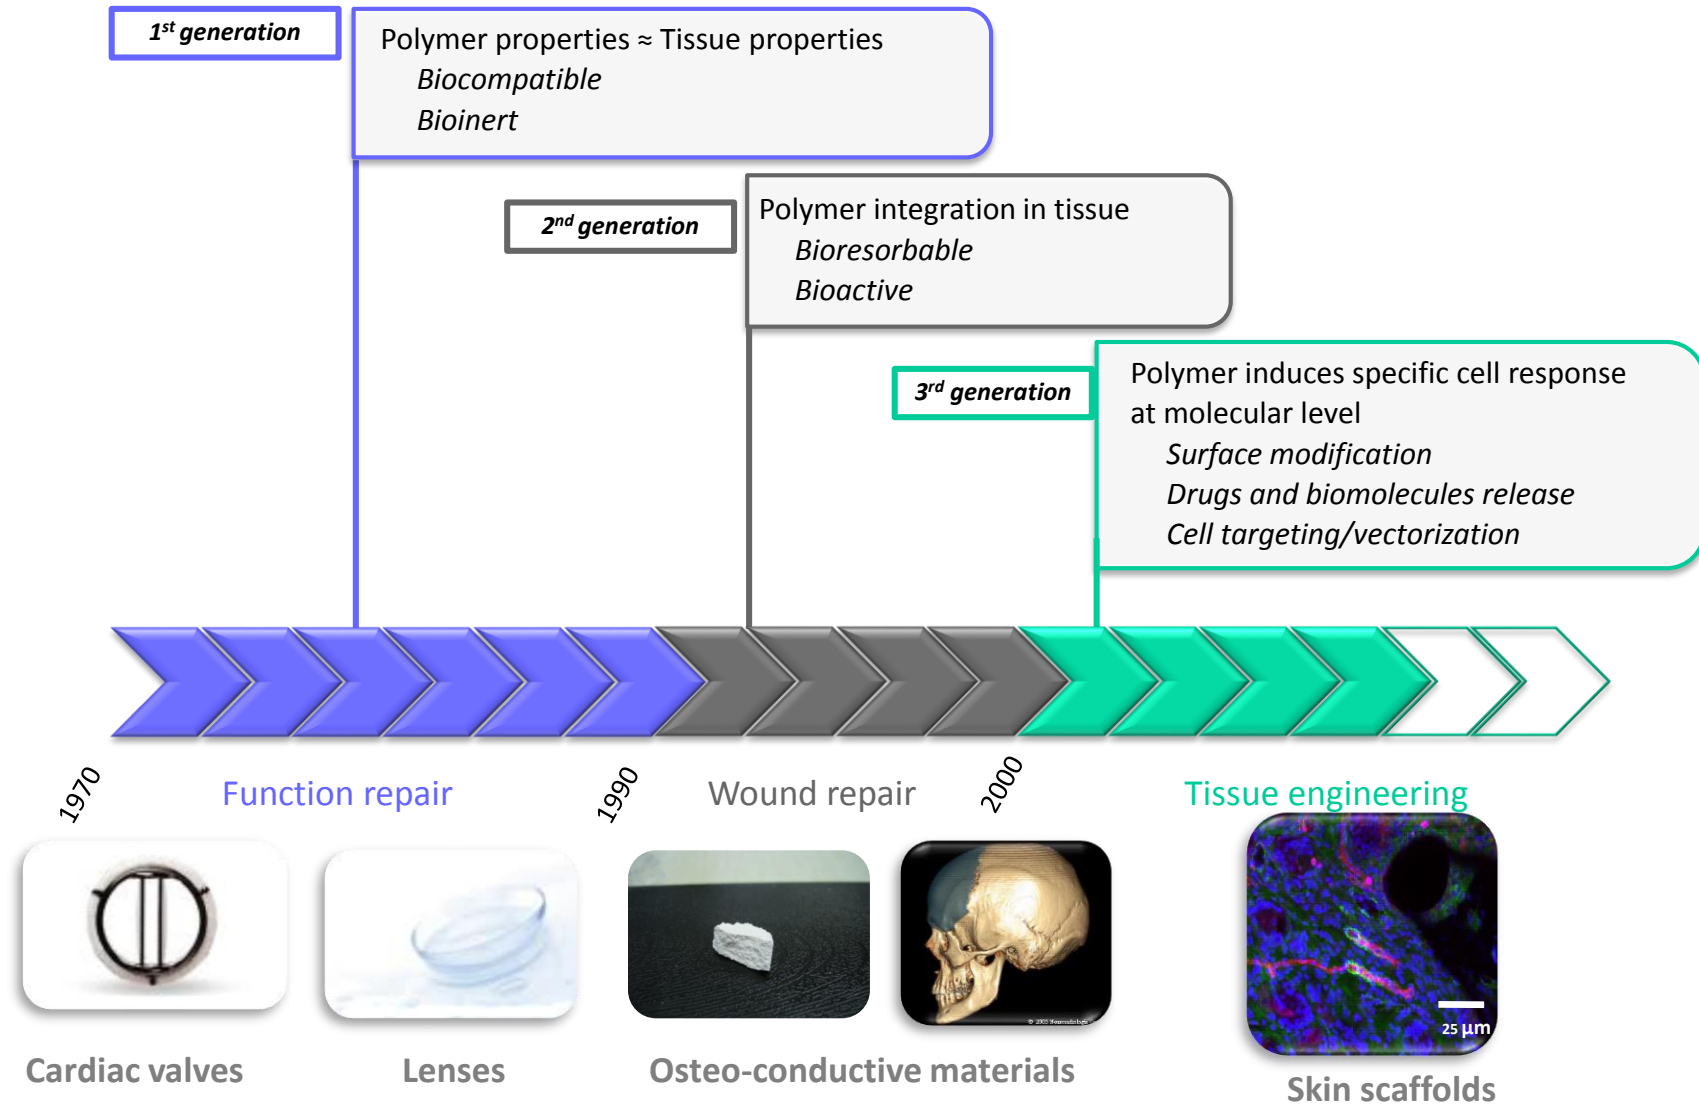 1st generation
Polymer properties ≈ Tissue properties
Biocompatible
Bioinert
2nd generation
Polymer integration in tissue
Bioresorbable
Bioactive
3rd generation
Polymer induces specific cell response
at molecular level
Surface modification
Drugs and biomolecules release
Cell targeting/vectorization
1970
Function repair
1990
Wound repair
2000
Tissue engineering
© 2005
25 µm
Cardiac valves
Lenses
Osteo-conductive materials
Skin scaffolds